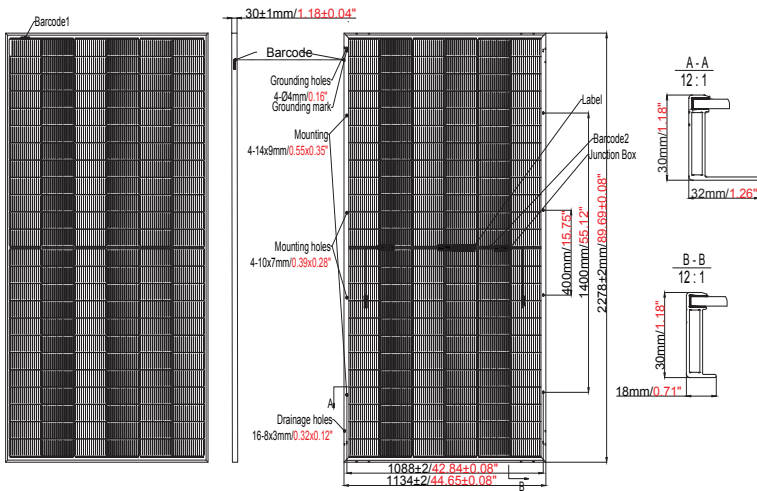 Barcode1
30±1mm/1.18±0.04"
Barcode
Grounding holes
4-Ø4mm/0.16"
Grounding mark
Mounting
4-14x9mm/0.55x0.35"
Mounting holes
4-10x7mm/0.39x0.28"
A
Drainage holes
16-8x3mm/0.32x0.12"
Label
Barcode2
Junction Box
400mm/15.75"
1400mm/55.12"
2278±2mm/89.69±0.08"
1088±2/42.84±0.08"
1134±2/44.65±0.08"
B
A - A
12 : 1
30mm/1.18"
32mm/1.26"
B - B
12 : 1
30mm/1.18"
18mm/0.71"